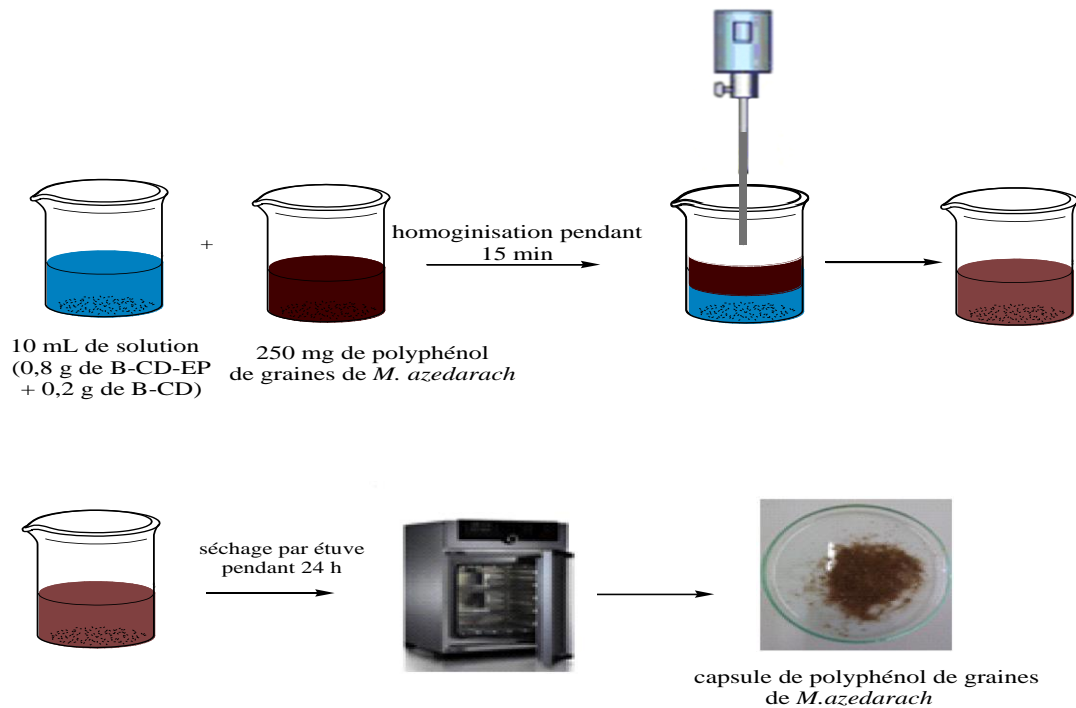 +
homoginisation pendant
15 min
10 mL de solution
(0,8 g de B-CD-EP
+ 0,2 g de B-CD)
250 mg de polyphénol
de graines de M. azedarach
séchage par étuve
pendant 24 h
capsule de polyphénol de graines
de M.azedarach